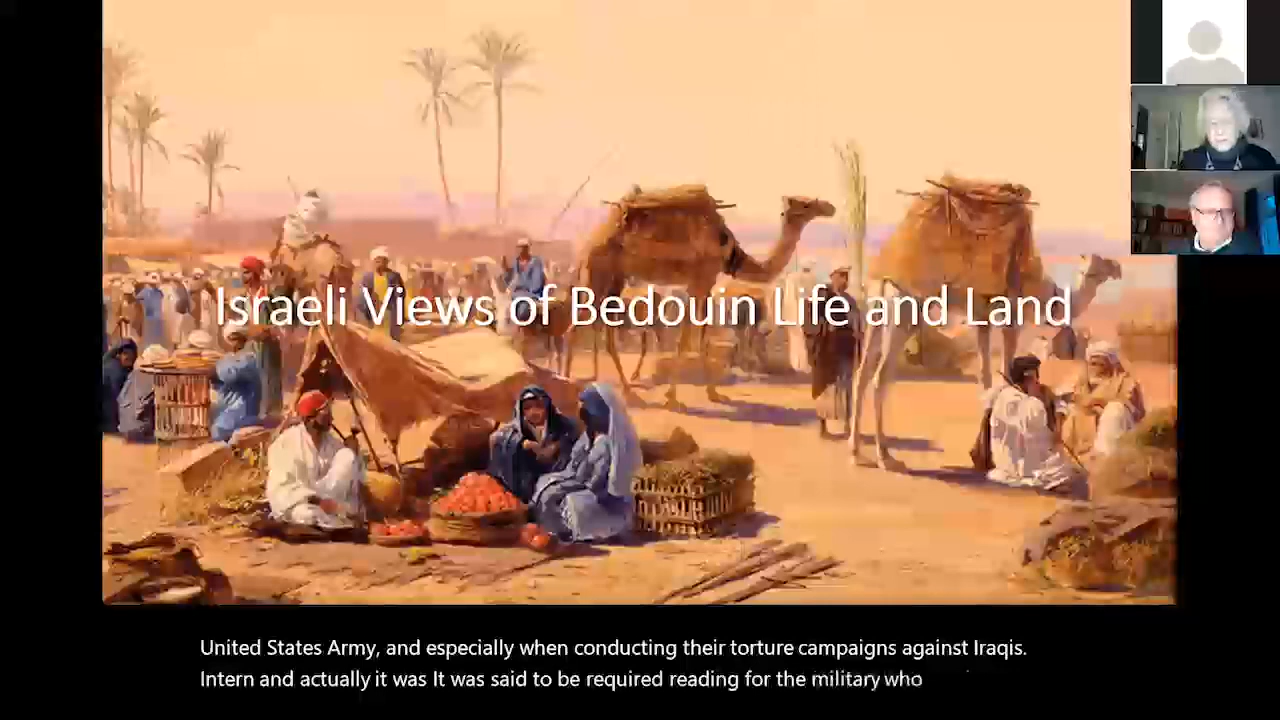 Israeli Views of Bedouin Life and Land
United States Army, and especially when conducting their torture campaigns against Iraqis.
Intern and actually it was It was said to be required reading for the military who